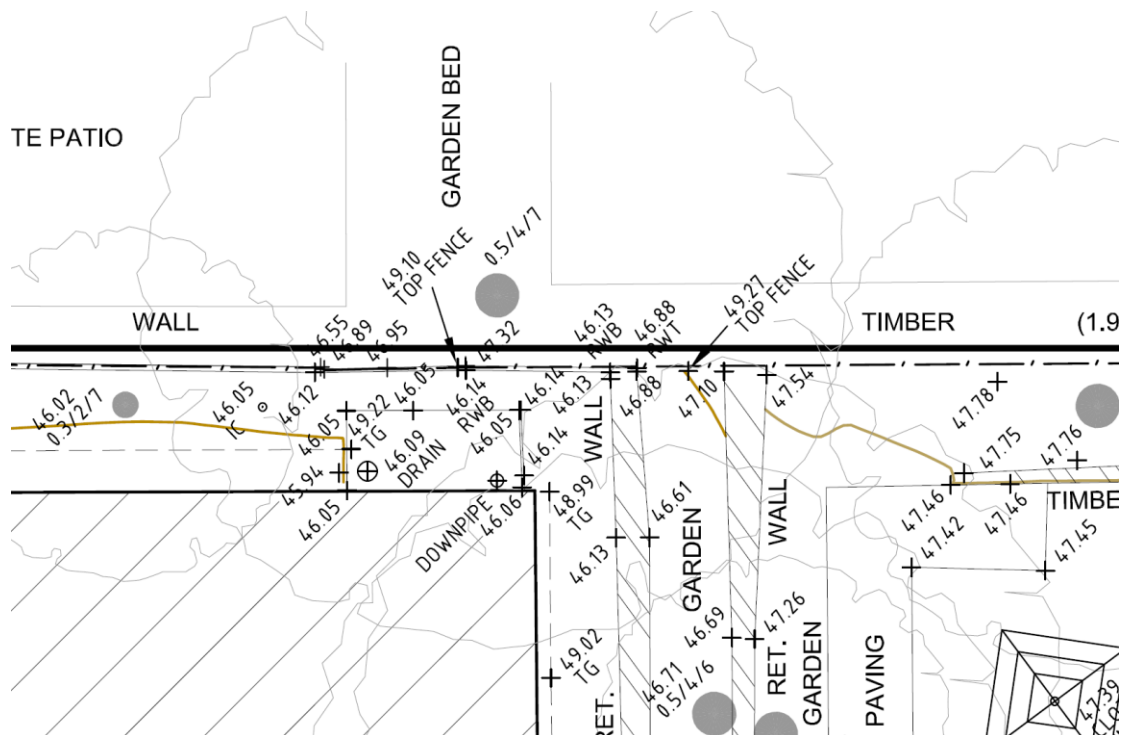 TE PATIO
GARDEN BED
49.10
TOP FENCE
0.5/4/7
WALL
46.55
46.89
46.95
47.32
46.13
RWB
46.88
RWT
49.27
TOP FENCE
TIMBER
(1.9
46.02
0.3/2/7
46.05
IC
46.12
46.05
49.22
TG
46.05
46.14
RWB
46.05
46.14
46.13
46.88
47.10
47.54
47.78
WALL
46.14
45.94
46.09
DRAIN
46.05
DOWNPIPE
46.06
48.99
TG
46.61
46.13
GARDEN
WALL
47.75
47.76
47.46
47.46
TIMBE
47.42
47.45
46.69
47.26
49.02
TG
46.71
0.5/4/6
RET.
RET.
GARDEN
PAVING
47.39